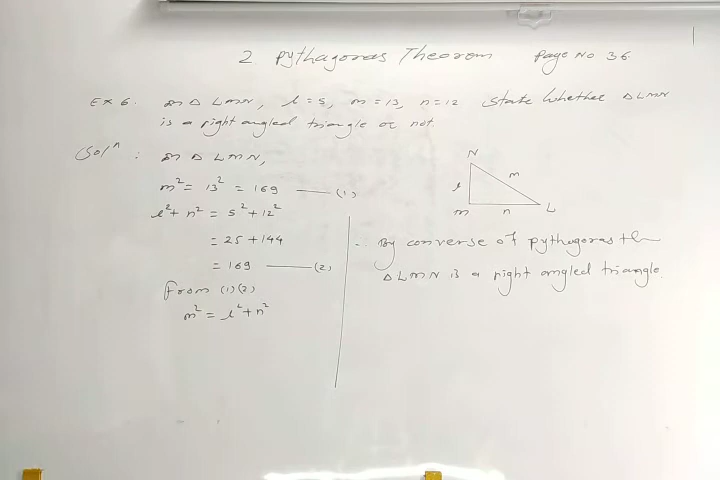 2 Pythagoras Theorem Page No 36.
Ex 6. In Δ LMN, l = 5, m = 13, n = 12 State whether Δ LMN
is a right angled triangle or not.
Solⁿ : In Δ LMN,
m² = 13² = 169 —— (1)
l² + n² = 5² + 12²
= 25 + 144
= 169 —— (2)
from (1) (2)
m² = l² + n²
N
l m
m n L
∴ By converse of pythagoras th
Δ LMN is a right angled triangle.